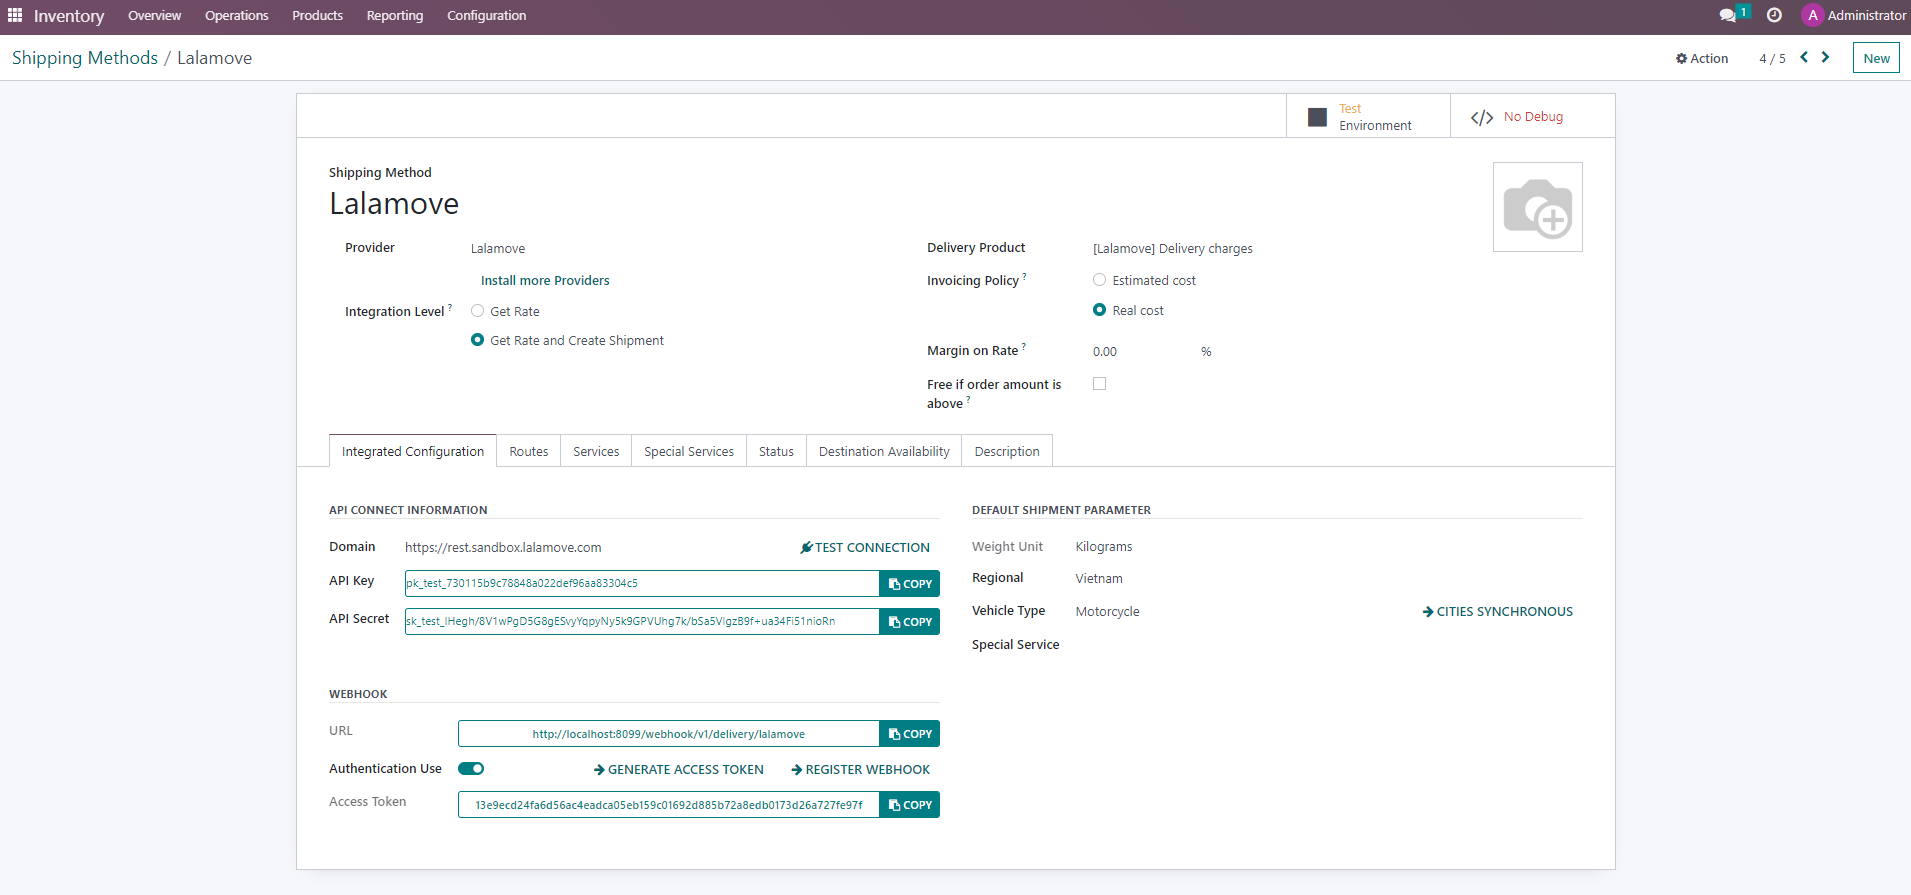 Inventory Overview Operations Products Reporting Configuration 1 A Administrator
Shipping Methods / Lalamove Action 4 / 5 New
Test
Environment
No Debug
Shipping Method
Lalamove
Provider Lalamove
Install more Providers
Integration Level ? Get Rate
Get Rate and Create Shipment
Delivery Product [Lalamove] Delivery charges
Invoicing Policy ? Estimated cost
Real cost
Margin on Rate ? 0.00 %
Free if order amount is
above ?
Integrated Configuration Routes Services Special Services Status Destination Availability Description
API CONNECT INFORMATION
Domain https://rest.sandbox.lalamove.com TEST CONNECTION
API Key pk_test_730115b9c78848a022def96aa83304c5 COPY
API Secret sk_test_lHegh/8V1wPgD5G8gESvyYqpyNy5k9GPVUhg7k/bSa5VlgzB9f+ua34Fi51nioRn COPY
DEFAULT SHIPMENT PARAMETER
Weight Unit Kilograms
Regional Vietnam
Vehicle Type Motorcycle CITIES SYNCHRONOUS
Special Service
WEBHOOK
URL http://localhost:8099/webhook/v1/delivery/lalamove COPY
Authentication Use GENERATE ACCESS TOKEN REGISTER WEBHOOK
Access Token 13e9ecd24fa6d56ac4eadca05eb159c01692d885b72a8edb0173d26a727fe97f COPY